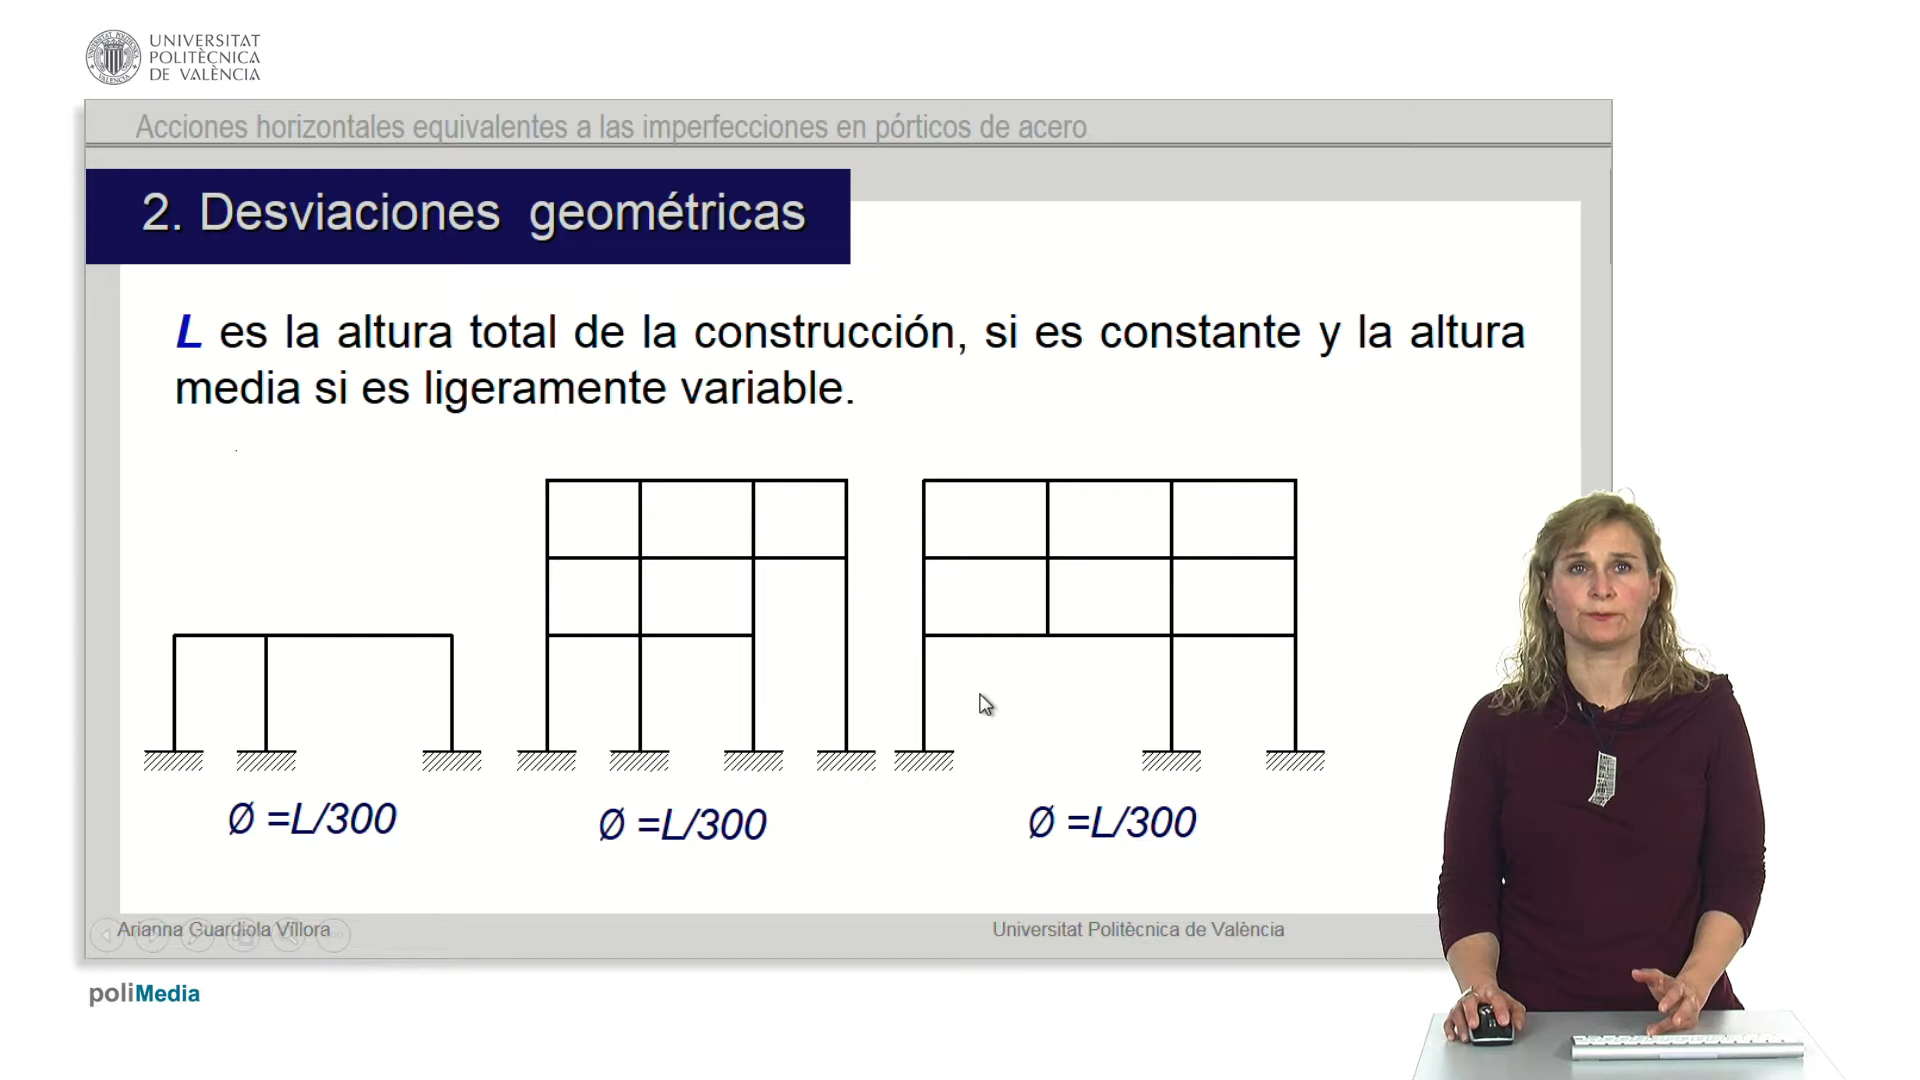 UNIVERSITAT
POLITÈCNICA
DE VALÈNCIA
Acciones horizontales equivalentes a las imperfecciones en pórticos de acero
2. Desviaciones geométricas
L es la altura total de la construcción, si es constante y la altura
media si es ligeramente variable.
Ø =L/300
Ø =L/300
Ø =L/300
Arianna Guardiola Víllora
Universitat Politècnica de València
poliMedia